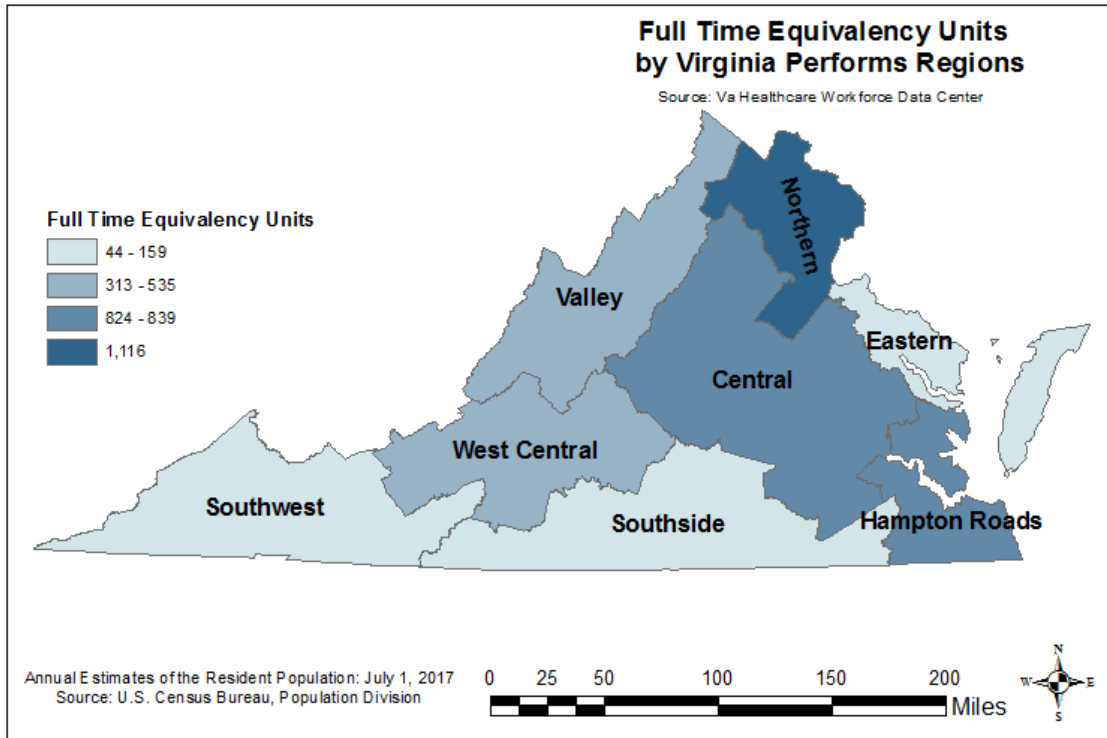 Full Time Equivalency Units
by Virginia Performs Regions
Source: Va Healthcare Workforce Data Center
Northern
Full Time Equivalency Units
44 - 159
313 - 535
824 - 839
1,116
Valley
Eastern
Central
West Central
Southwest
Southside
Hampton Roads
Annual Estimates of the Resident Population: July 1, 2017
Source: U.S. Census Bureau, Population Division
0 25 50 100 150 200
Miles
N
W E
S